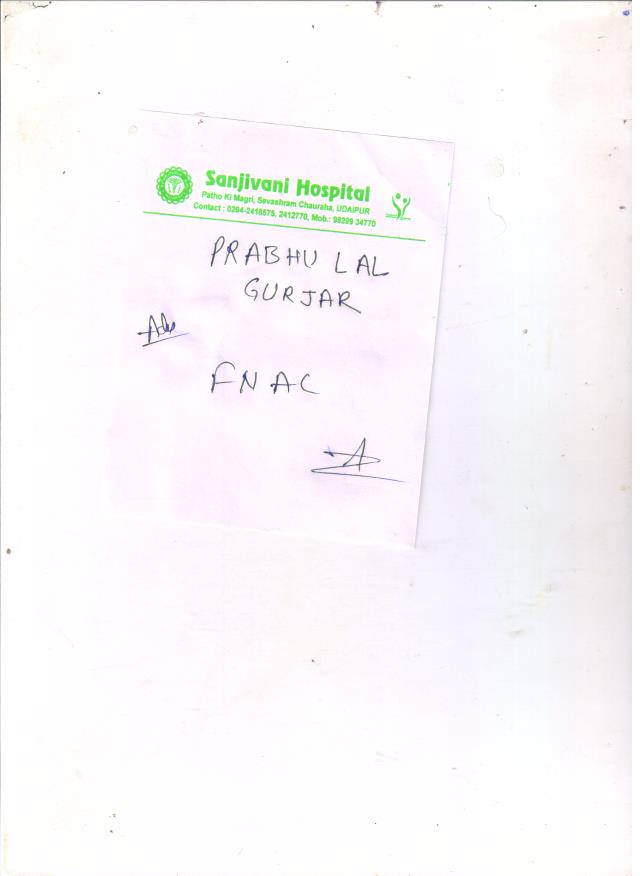 Sanjivani Hospital
Patho Ki Magri, Sevashram Chauraha, UDAIPUR
Contact : 0294-2418575, 2412770, Mob.: 98299 34770
PRABHU LAL
GURJAR
Adv
FNAC